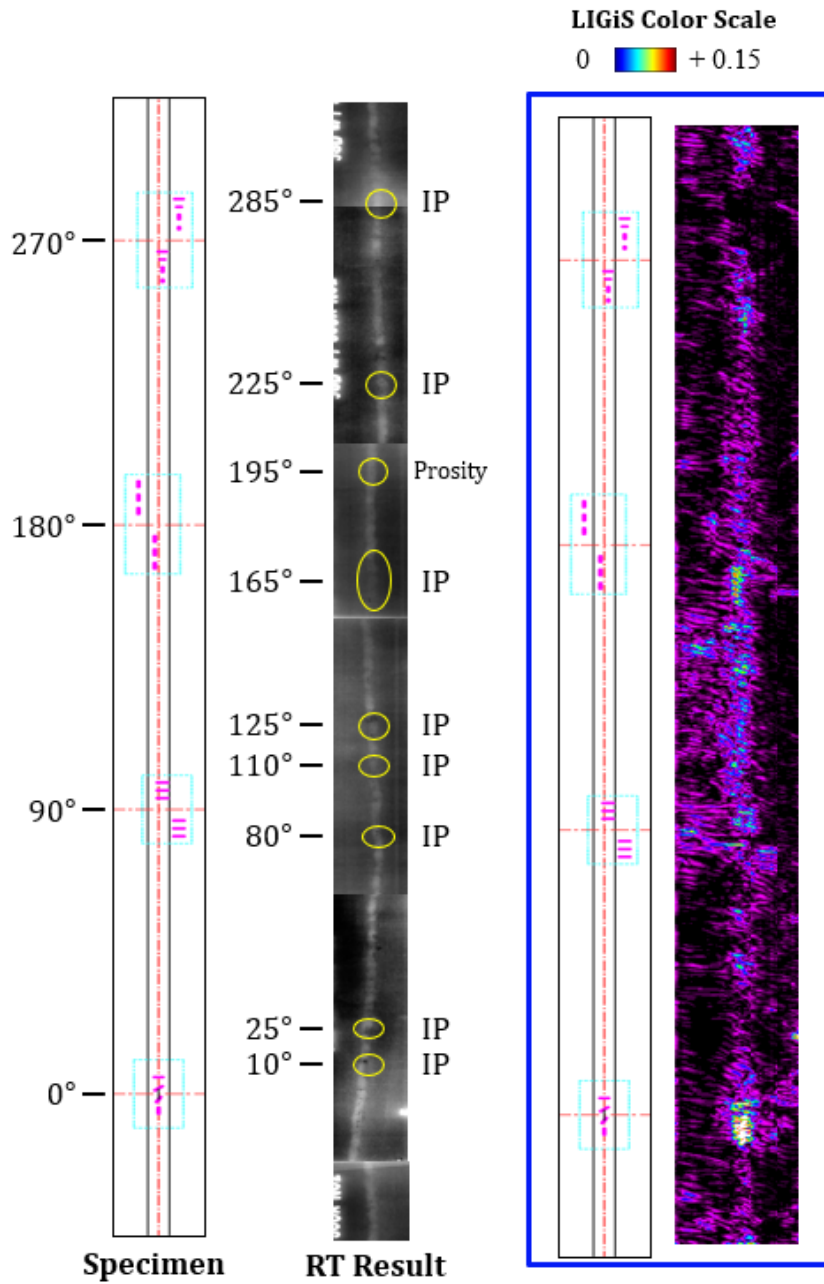 LIGiS Color Scale
0 + 0.15
285° IP
270°
225° IP
195° Prosity
180°
165° IP
125° IP
110° IP
90°
80° IP
25° IP
10° IP
0°
Specimen RT Result